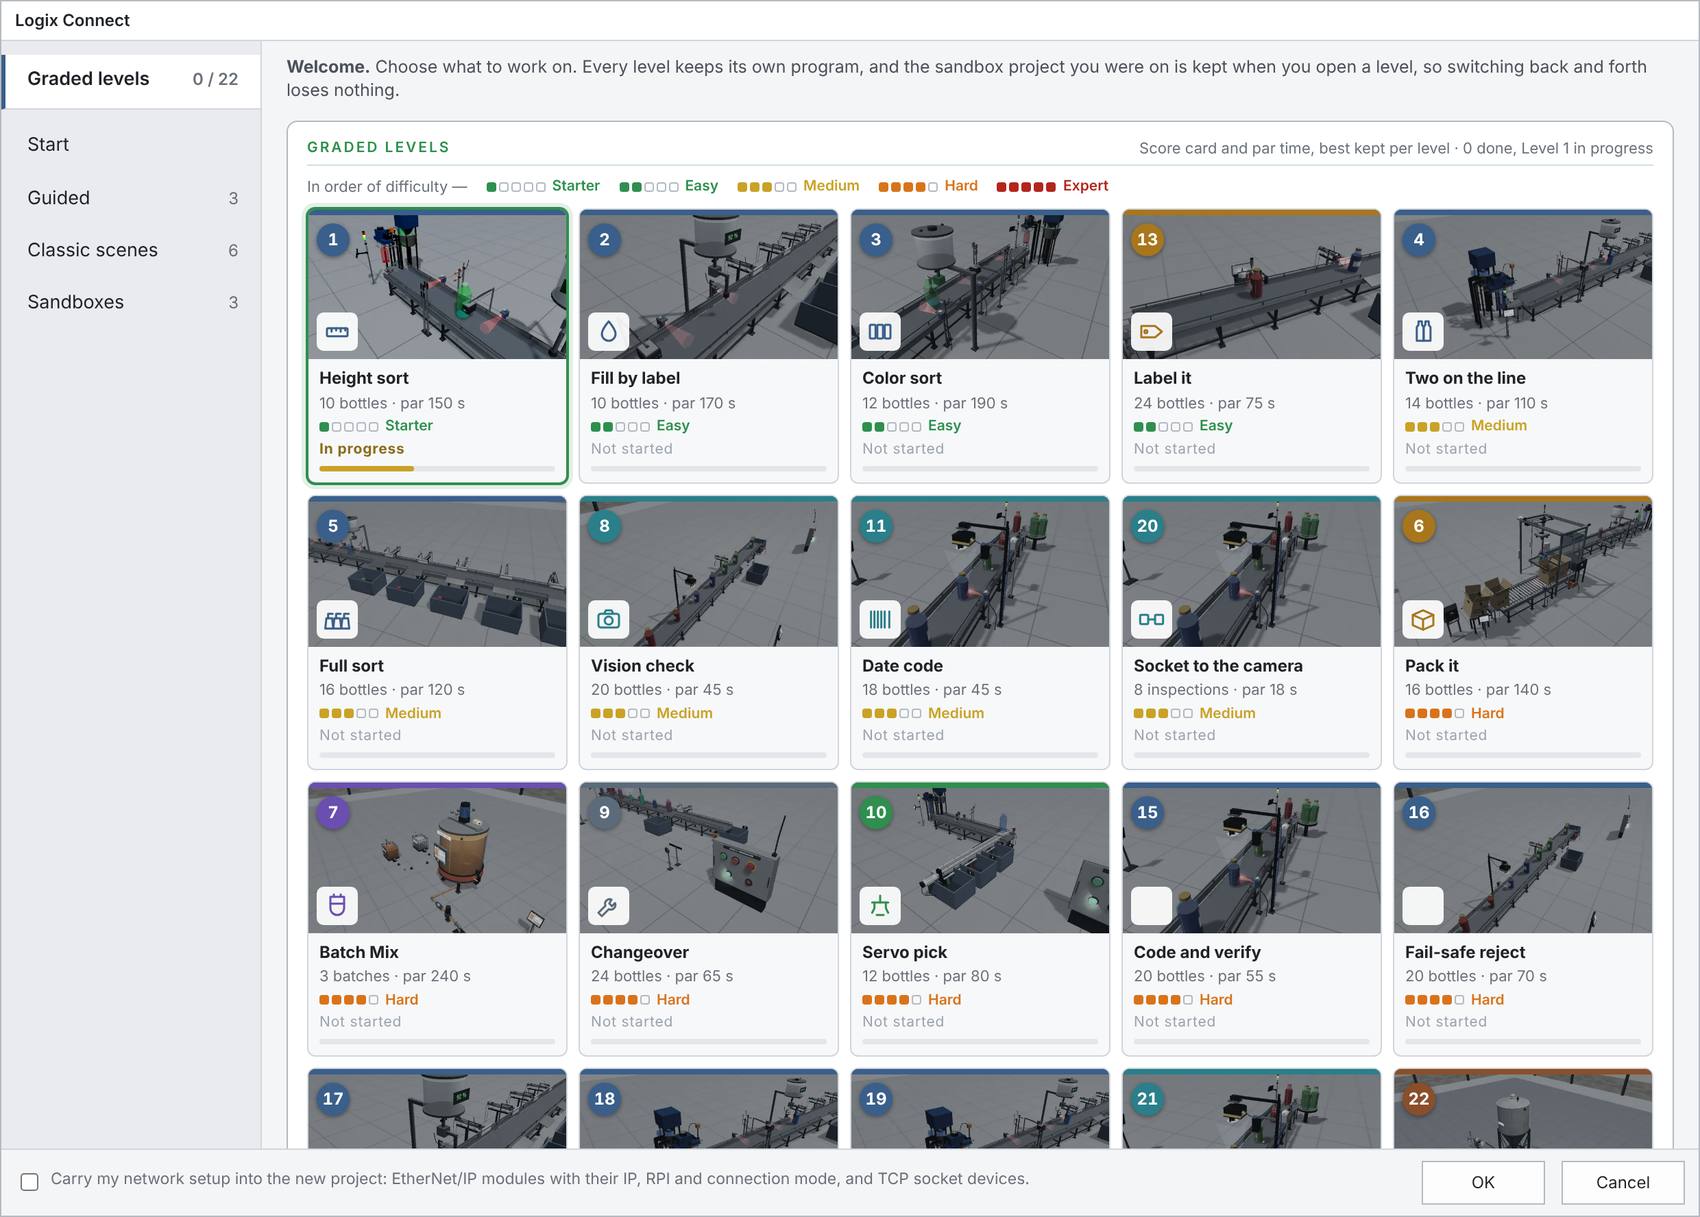 Logix Connect
Graded levels 0 / 22
Start
Guided 3
Classic scenes 6
Sandboxes 3
Welcome. Choose what to work on. Every level keeps its own program, and the sandbox project you were on is kept when you open a level, so switching back and forth
loses nothing.
GRADED LEVELS
Score card and par time, best kept per level · 0 done, Level 1 in progress
In order of difficulty — Starter Easy Medium Hard Expert
1
Height sort
10 bottles · par 150 s
Starter
In progress
2
Fill by label
10 bottles · par 170 s
Easy
Not started
3
Color sort
12 bottles · par 190 s
Easy
Not started
13
Label it
24 bottles · par 75 s
Easy
Not started
4
Two on the line
14 bottles · par 110 s
Medium
Not started
5
Full sort
16 bottles · par 120 s
Medium
Not started
8
Vision check
20 bottles · par 45 s
Medium
Not started
11
Date code
18 bottles · par 45 s
Medium
Not started
20
Socket to the camera
8 inspections · par 18 s
Medium
Not started
6
Pack it
16 bottles · par 140 s
Hard
Not started
7
Batch Mix
3 batches · par 240 s
Hard
Not started
9
Changeover
24 bottles · par 65 s
Hard
Not started
10
Servo pick
12 bottles · par 80 s
Hard
Not started
15
Code and verify
20 bottles · par 55 s
Hard
Not started
16
Fail-safe reject
20 bottles · par 70 s
Hard
Not started
17
18
19
21
22
Carry my network setup into the new project: EtherNet/IP modules with their IP, RPI and connection mode, and TCP socket devices.
OK
Cancel